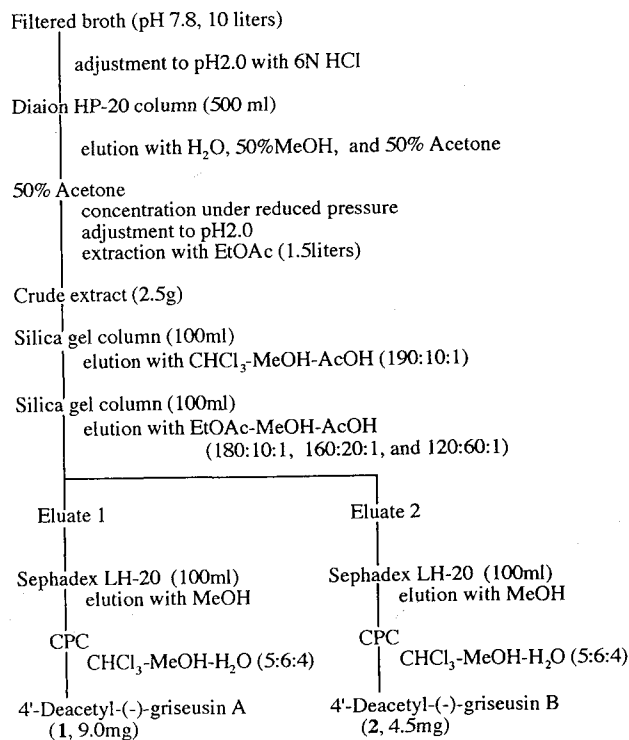 Filtered broth (pH 7.8, 10 liters)
adjustment to pH2.0 with 6N HCl
Diaion HP-20 column (500 ml)
elution with H₂O, 50%MeOH, and 50% Acetone
50% Acetone
concentration under reduced pressure
adjustment to pH2.0
extraction with EtOAc (1.5liters)
Crude extract (2.5g)
Silica gel column (100ml)
elution with CHCl₃-MeOH-AcOH (190:10:1)
Silica gel column (100ml)
elution with EtOAc-MeOH-AcOH
(180:10:1, 160:20:1, and 120:60:1)
Eluate 1
Sephadex LH-20 (100ml)
elution with MeOH
CPC
CHCl₃-MeOH-H₂O (5:6:4)
4'-Deacetyl-(-)-griseusin A
(1, 9.0mg)
Eluate 2
Sephadex LH-20 (100ml)
elution with MeOH
CPC
CHCl₃-MeOH-H₂O (5:6:4)
4'-Deacetyl-(-)-griseusin B
(2, 4.5mg)